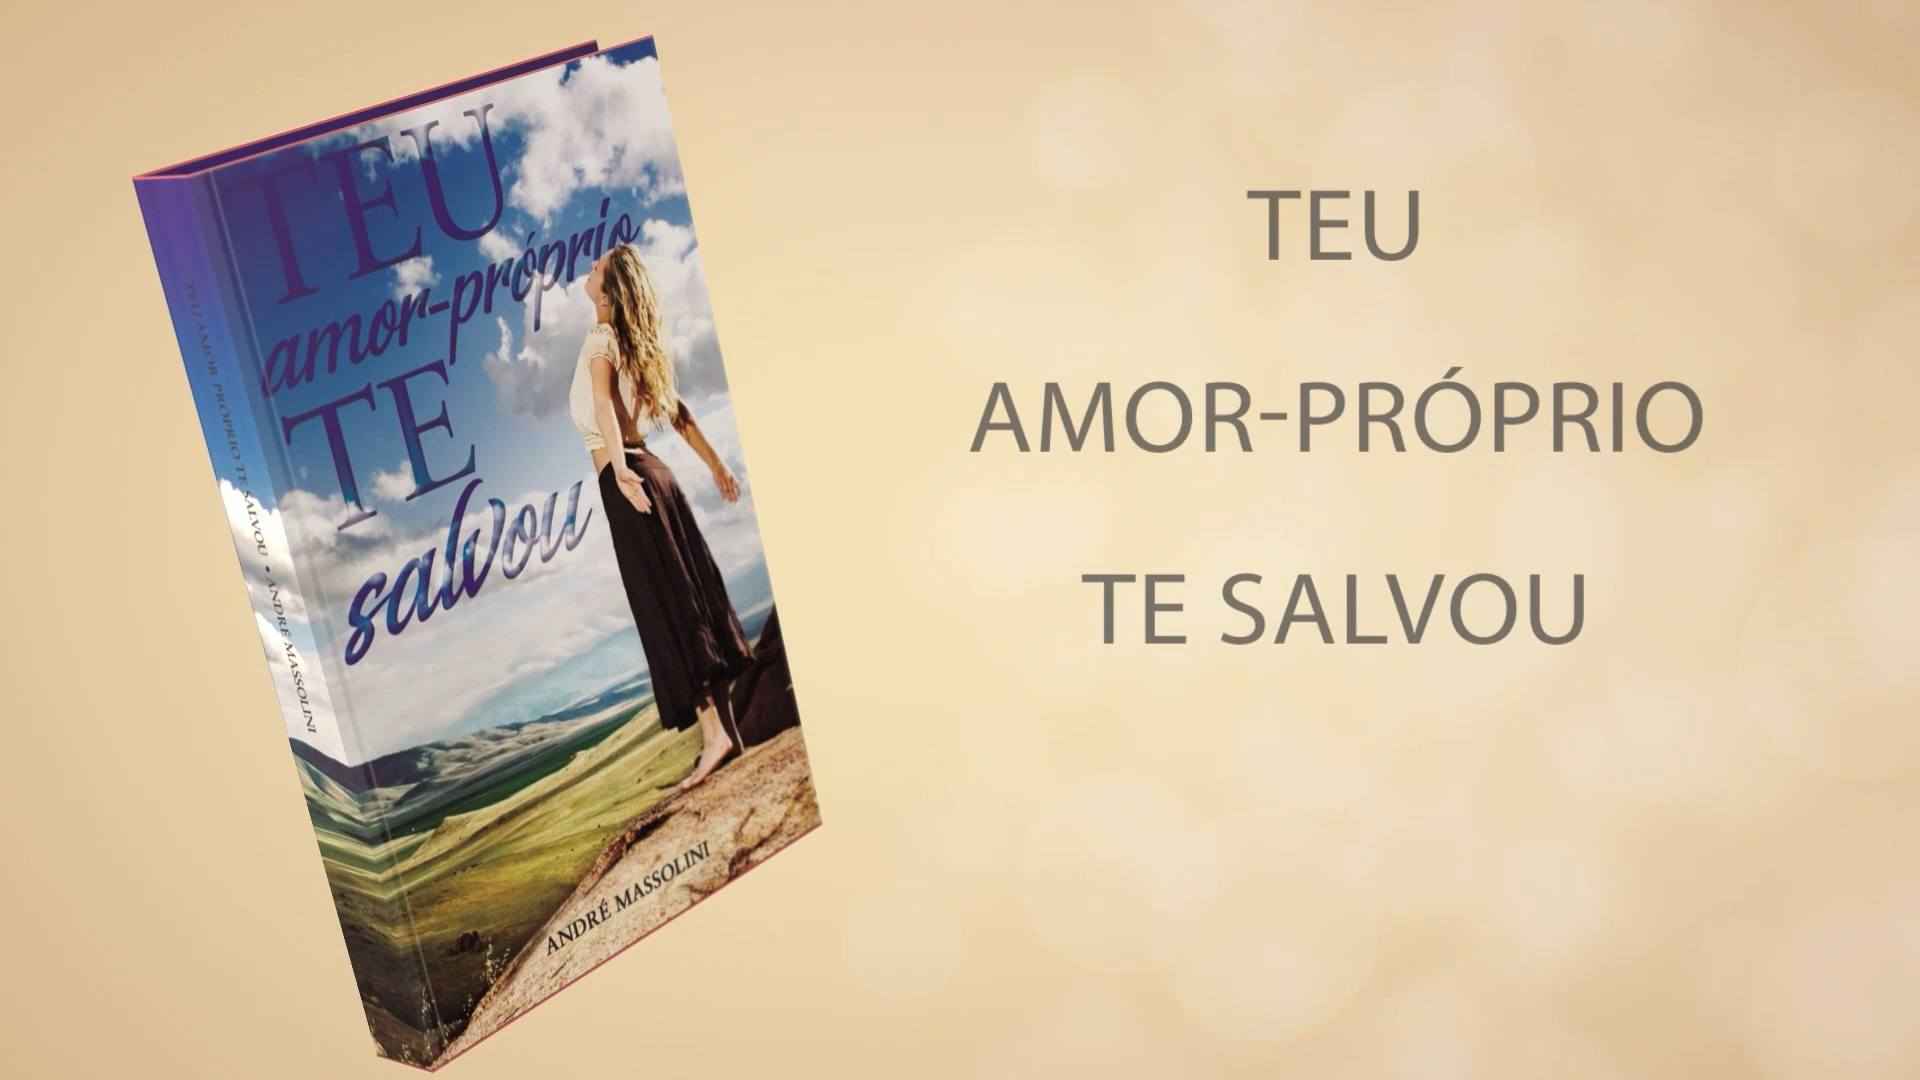 TEU
amor-próprio
TE
salvou
ANDRÉ MASSOLINI
TEU AMOR PRÓPRIO TE SALVOU • ANDRÉ MASSOLINI
TEU
AMOR-PRÓPRIO
TE SALVOU